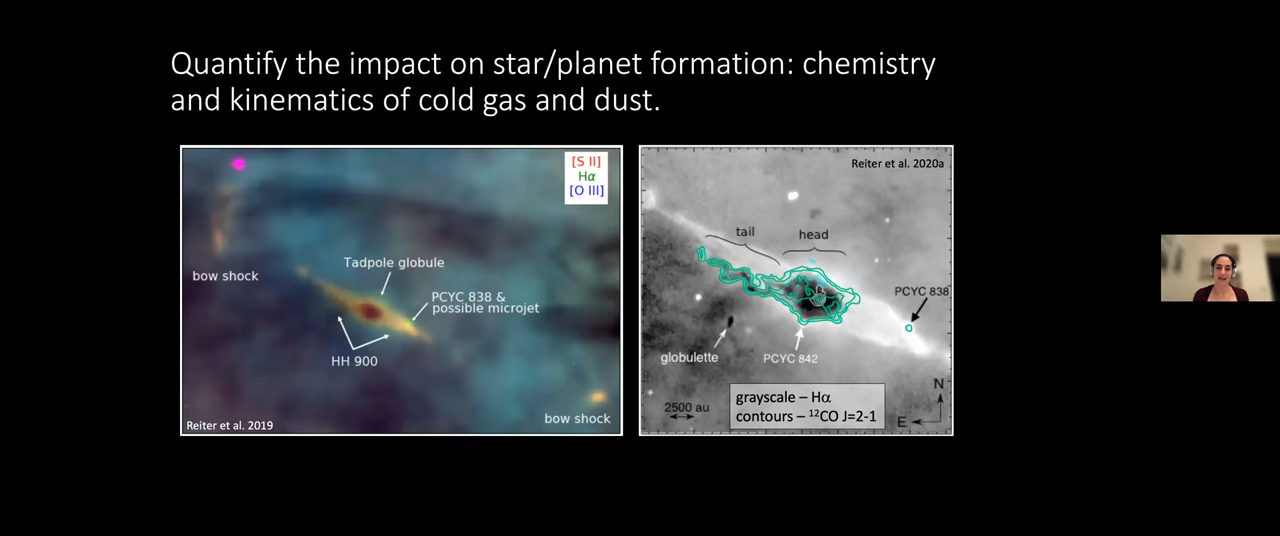 Quantify the impact on star/planet formation: chemistry
and kinematics of cold gas and dust.
[S II]
Hα
[O III]
bow shock
Tadpole globule
PCYC 838 &
possible microjet
HH 900
bow shock
Reiter et al. 2019
Reiter et al. 2020a
tail
head
PCYC 838
globulette
PCYC 842
grayscale – Hα
contours – ¹²CO J=2-1
2500 au
N
E